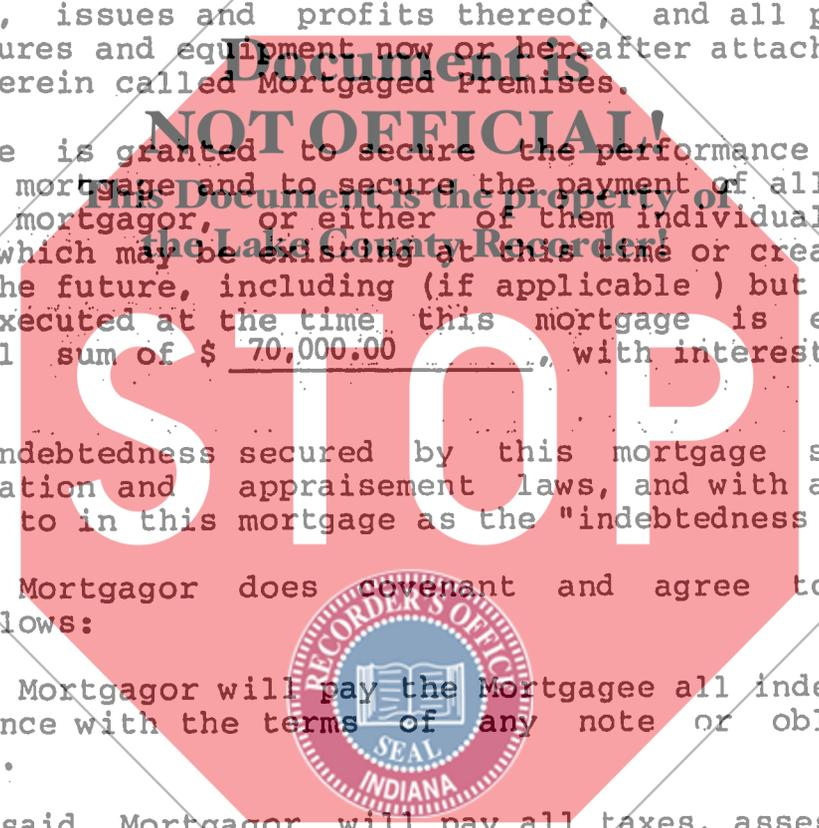 , issues and profits thereof, and all p
ures and equipment now or hereafter attach
Document is
erein called Mortgaged Premises.
NOT OFFICIAL!
e is granted to secure the performance
mortgage and to secure the payment of all
This Document is the property of
mortgagor, or either of them individual
the Lake County Recorder!
which may be existing at this time or crea
he future, including (if applicable ) but
xecuted at the time this mortgage is e
l sum of $ 70,000.00 , with interest
STOP
ndebtedness secured by this mortgage s
ation and appraisement laws, and with a
to in this mortgage as the "indebtedness
Mortgagor does covenant and agree to
lows:
RECORDER'S OFFIC
Mortgagor will pay the Mortgagee all inde
nce with the terms of any note or obl
.
SEAL
INDIANA
said Mortgagor will pay all taxes, asses